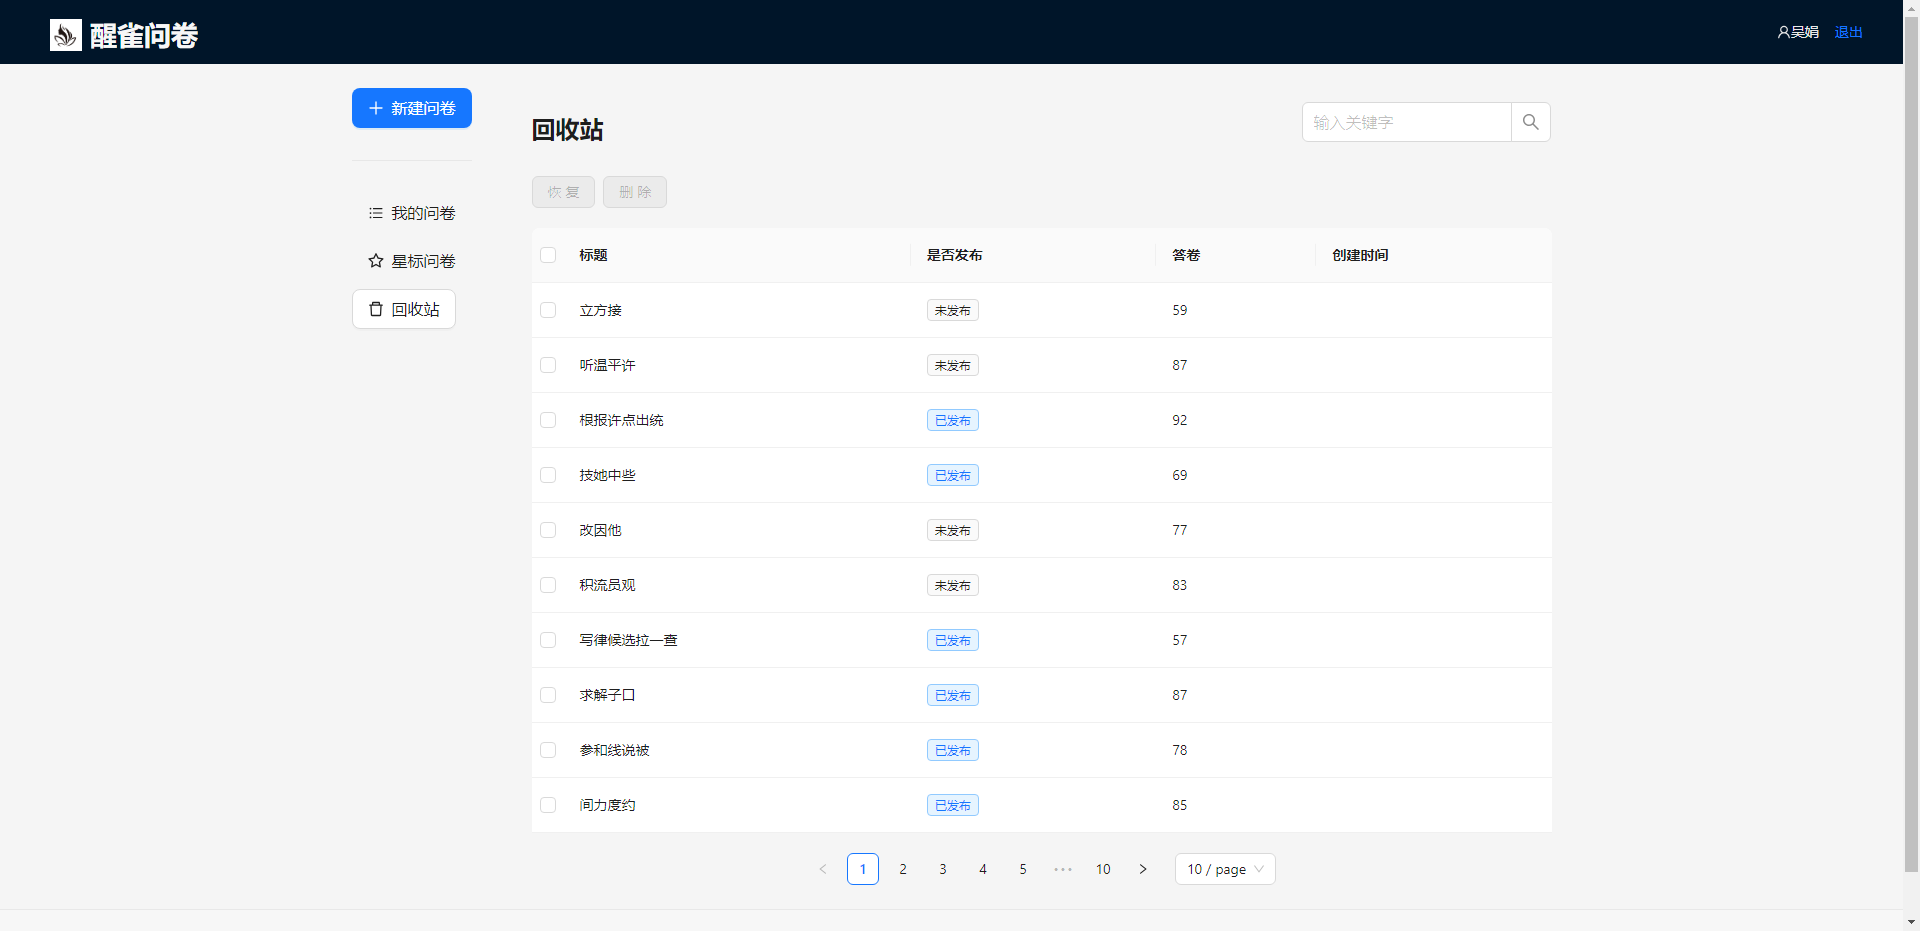 醒雀问卷
吴娟 退出
新建问卷
我的问卷
星标问卷
回收站
回收站
输入关键字
恢 复 删 除
标题 是否发布 答卷 创建时间
立方接 未发布 59
听温平许 未发布 87
根报许点出统 已发布 92
技她中些 已发布 69
改因他 未发布 77
积流员观 未发布 83
写律候选拉一查 已发布 57
求解子口 已发布 87
参和线说被 已发布 78
间力度约 已发布 85
1 2 3 4 5 ••• 10 10 / page